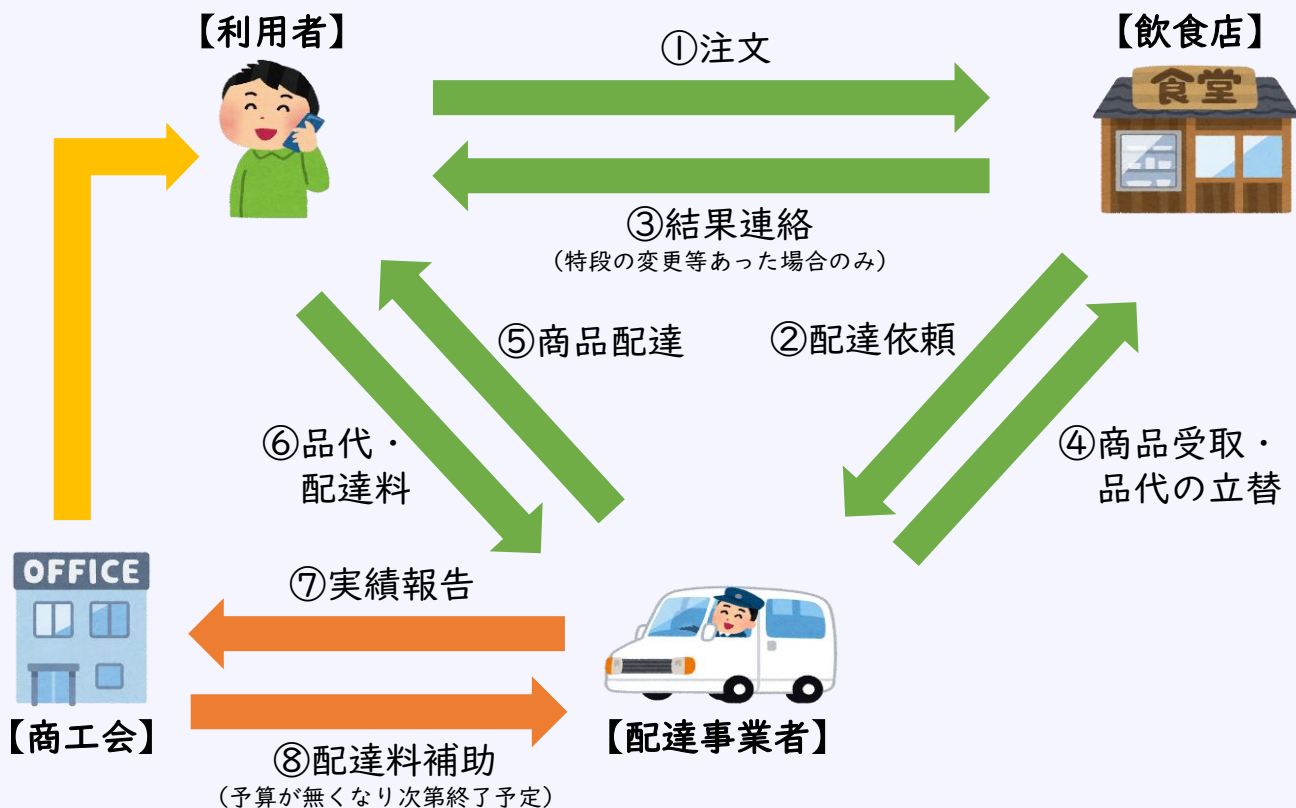 【利用者】
①注文
【飲食店】
食堂
③結果連絡
(特段の変更等あった場合のみ)
⑤商品配達
②配達依頼
⑥品代・
配達料
④商品受取・
品代の立替
OFFICE
⑦実績報告
【商工会】
【配達事業者】
⑧配達料補助
(予算が無くなり次第終了予定)